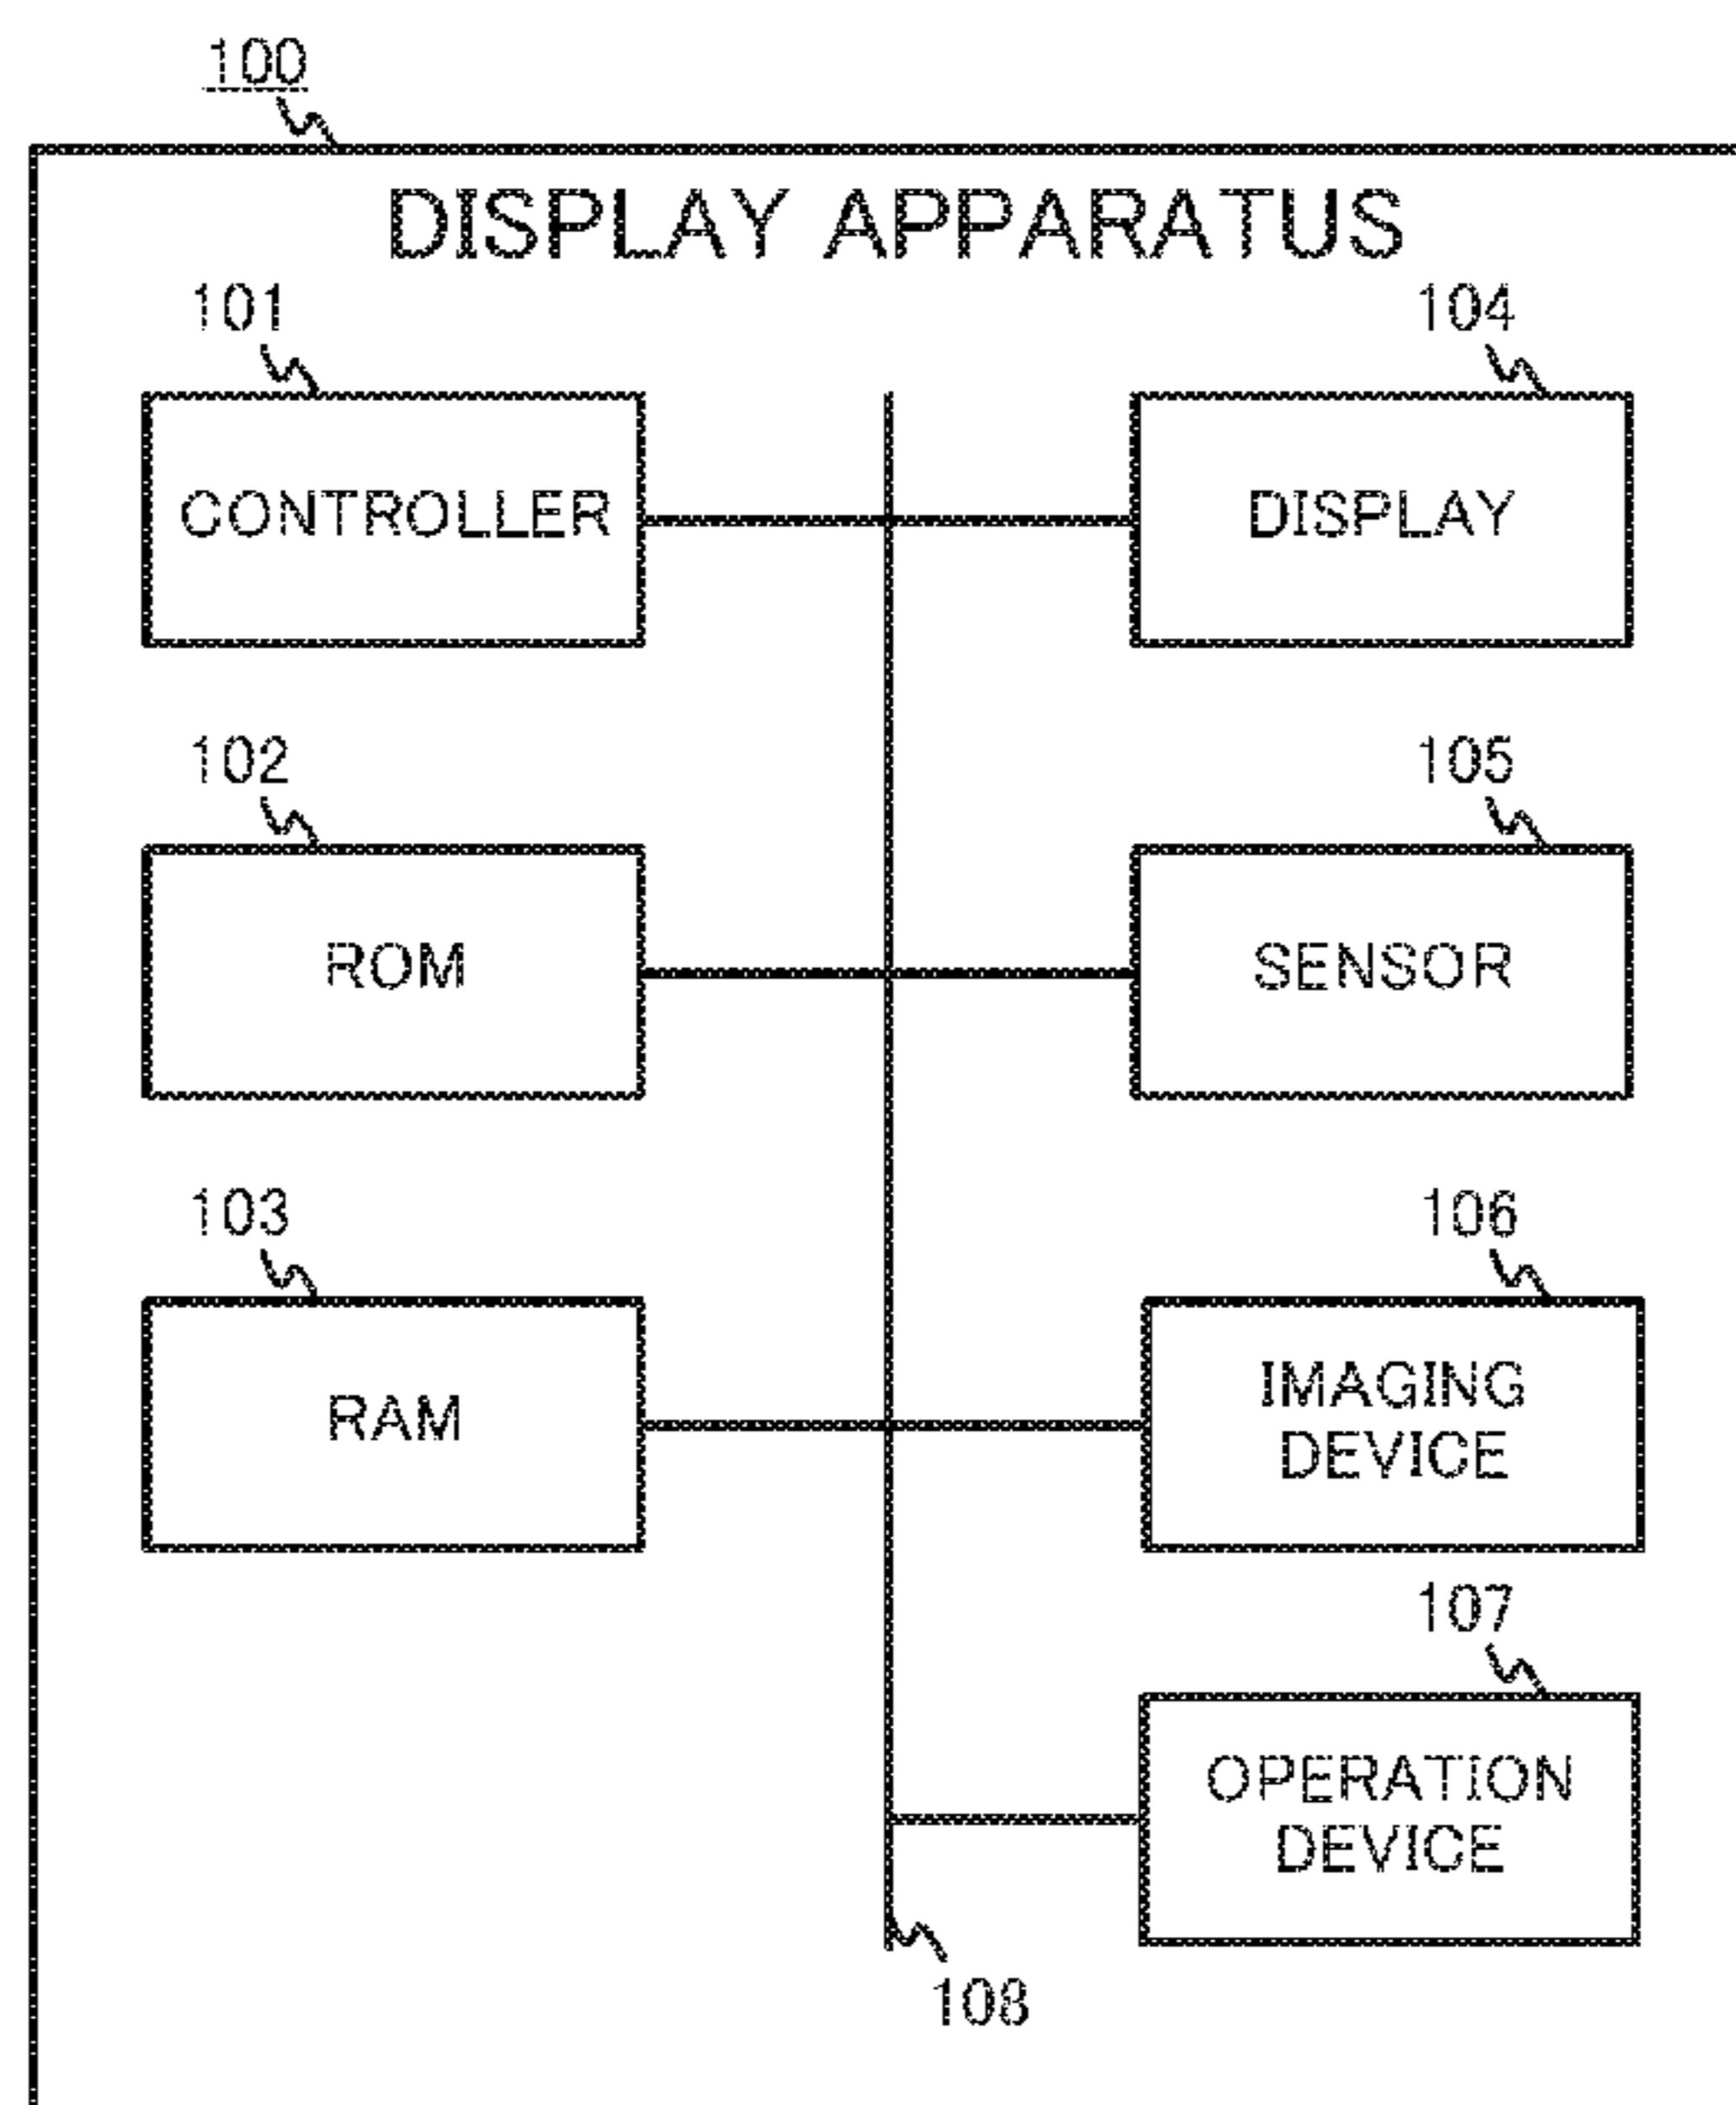 100
DISPLAY APPARATUS
101
104
CONTROLLER
DISPLAY
102
105
ROM
SENSOR
103
106
RAM
IMAGING
DEVICE
107
OPERATION
DEVICE
108